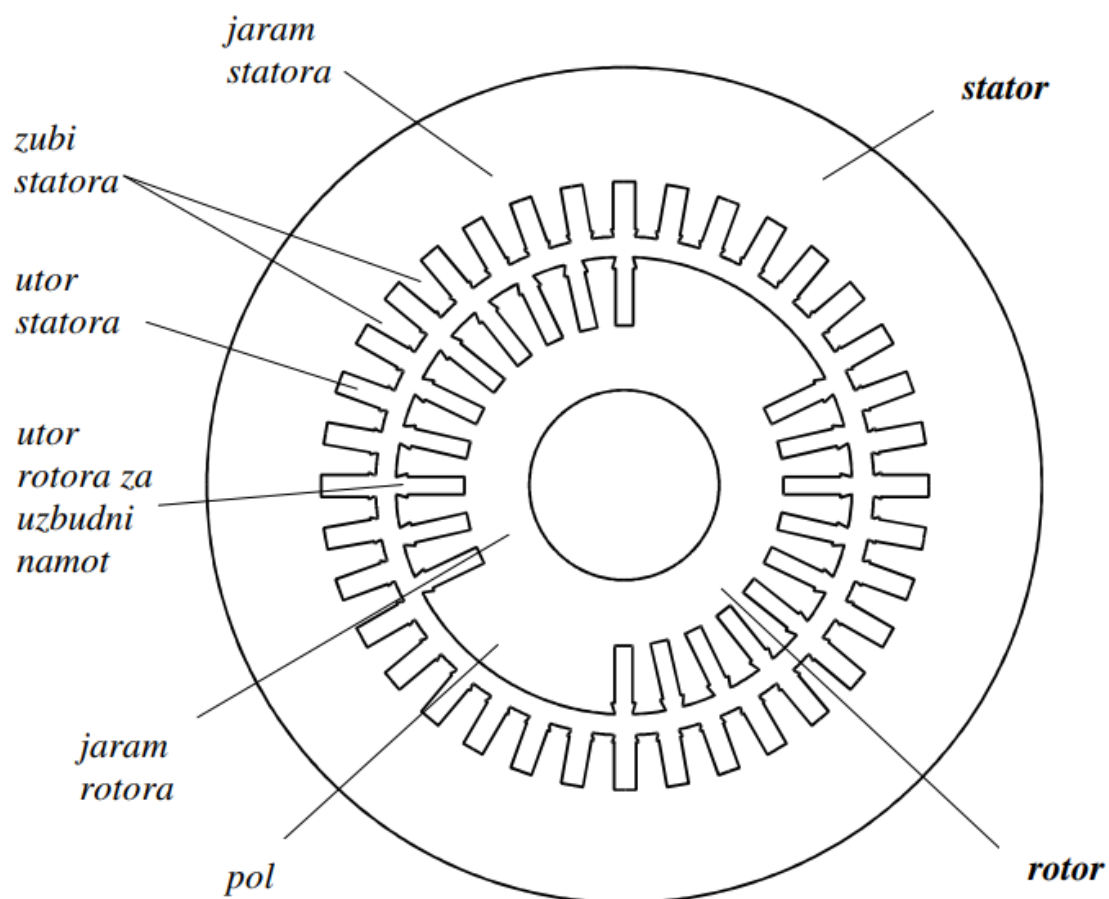 jaram
statora
stator
zubi
statora
utor
statora
utor
rotora za
uzbudni
namot
jaram
rotora
pol
rotor